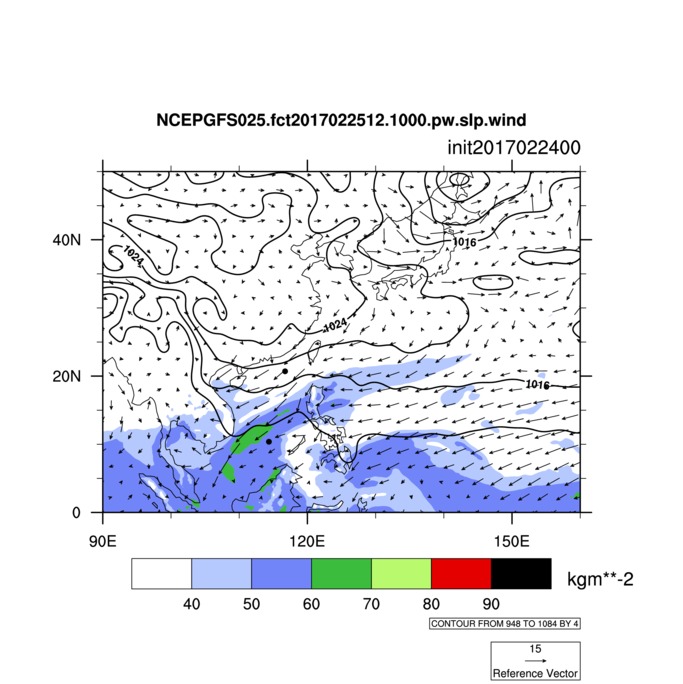 NCEPGFS025.fct2017022512.1000.pw.slp.wind
init2017022400
40N
1016
1024
1024
20N
1016
0
90E 120E 150E
kgm**-2
40 50 60 70 80 90
CONTOUR FROM 948 TO 1084 BY 4
15
Reference Vector